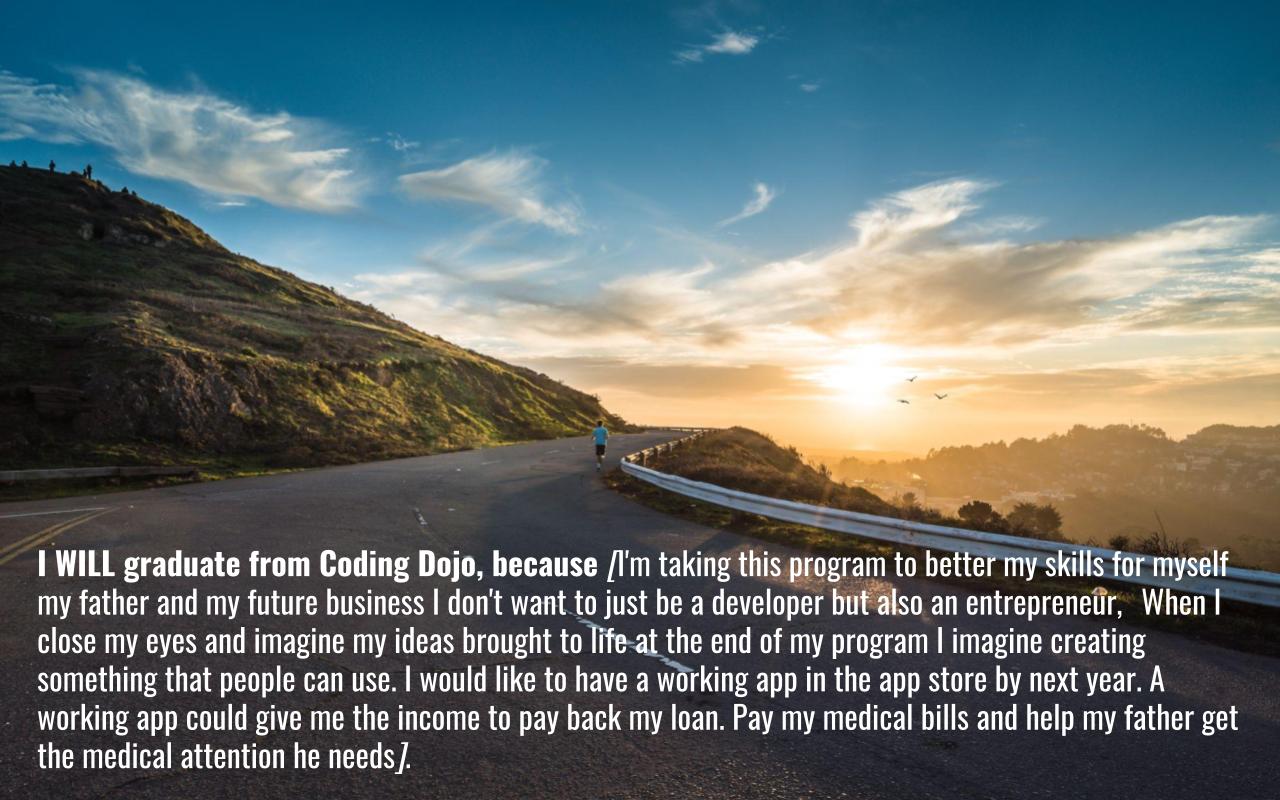 I WILL graduate from Coding Dojo, because [I'm taking this program to better my skills for myself
my father and my future business I don't want to just be a developer but also an entrepreneur,  When I
close my eyes and imagine my ideas brought to life at the end of my program I imagine creating
something that people can use. I would like to have a working app in the app store by next year. A
working app could give me the income to pay back my loan. Pay my medical bills and help my father get
the medical attention he needs].